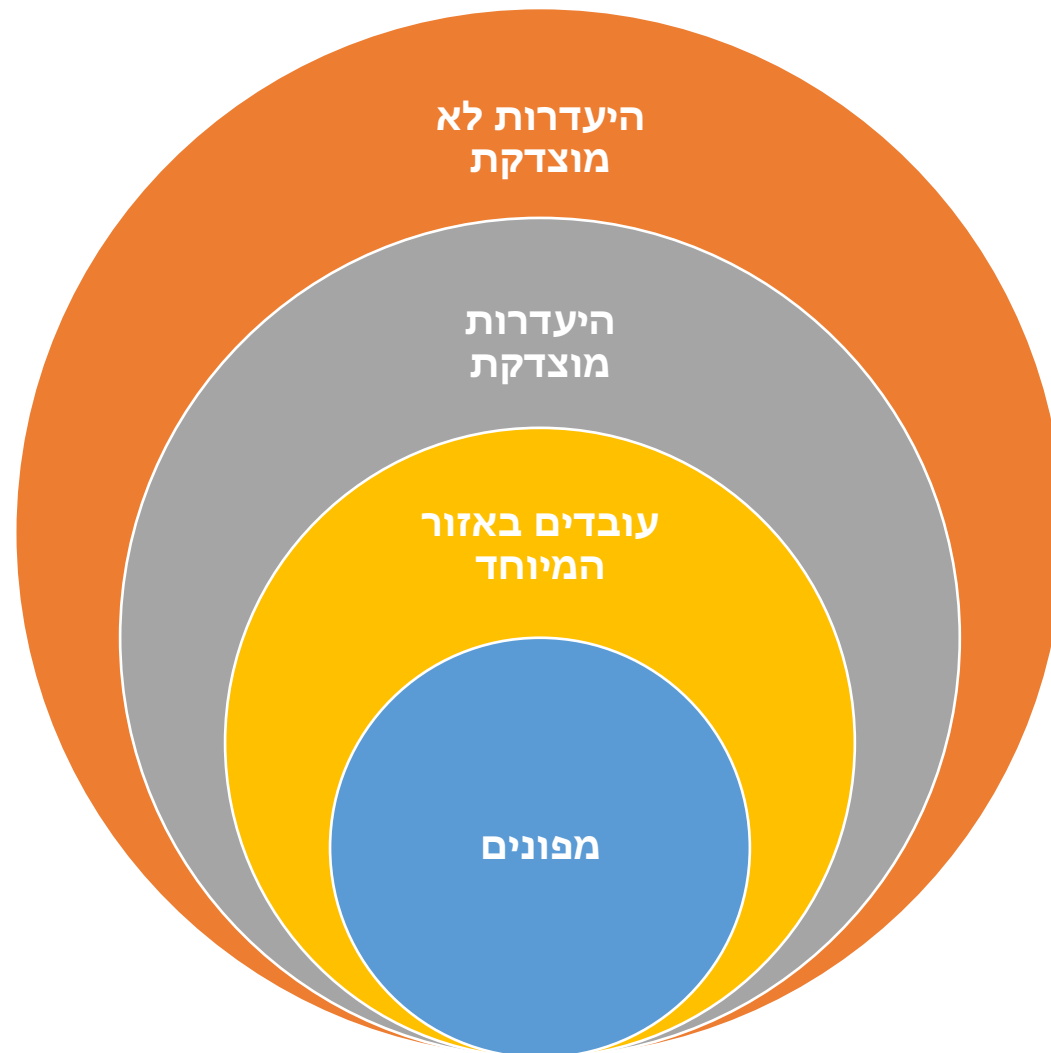 היעדרות לא
מוצדקת
היעדרות
מוצדקת
עובדים באזור
המיוחד
מפונים